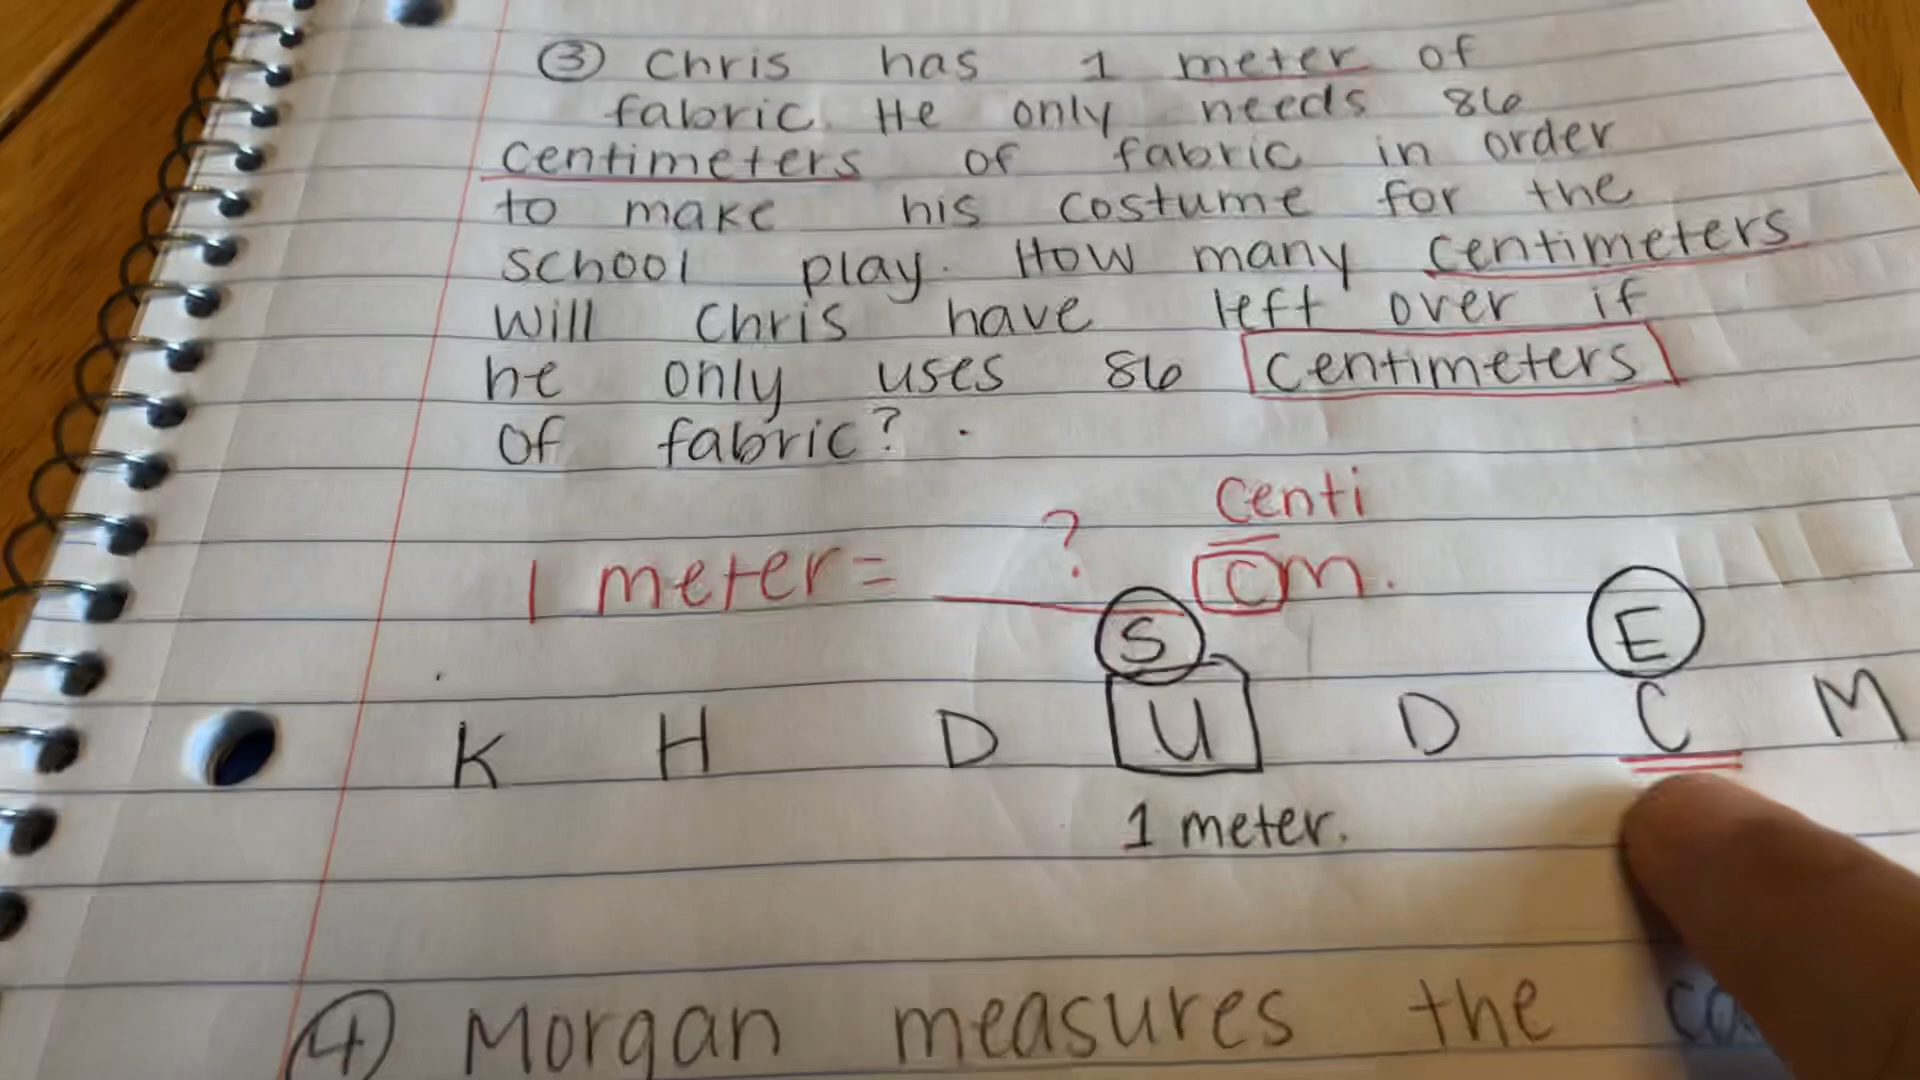 ③ Chris has 1 meter of
fabric. He only needs 86
centimeters of fabric in order
to make his costume for the
school play. How many centimeters
will Chris have left over if
he only uses 86 centimeters
of fabric?
centi
1 meter = ? cm.
S E
K H D U D C M
1 meter.
④ Morgan measures the